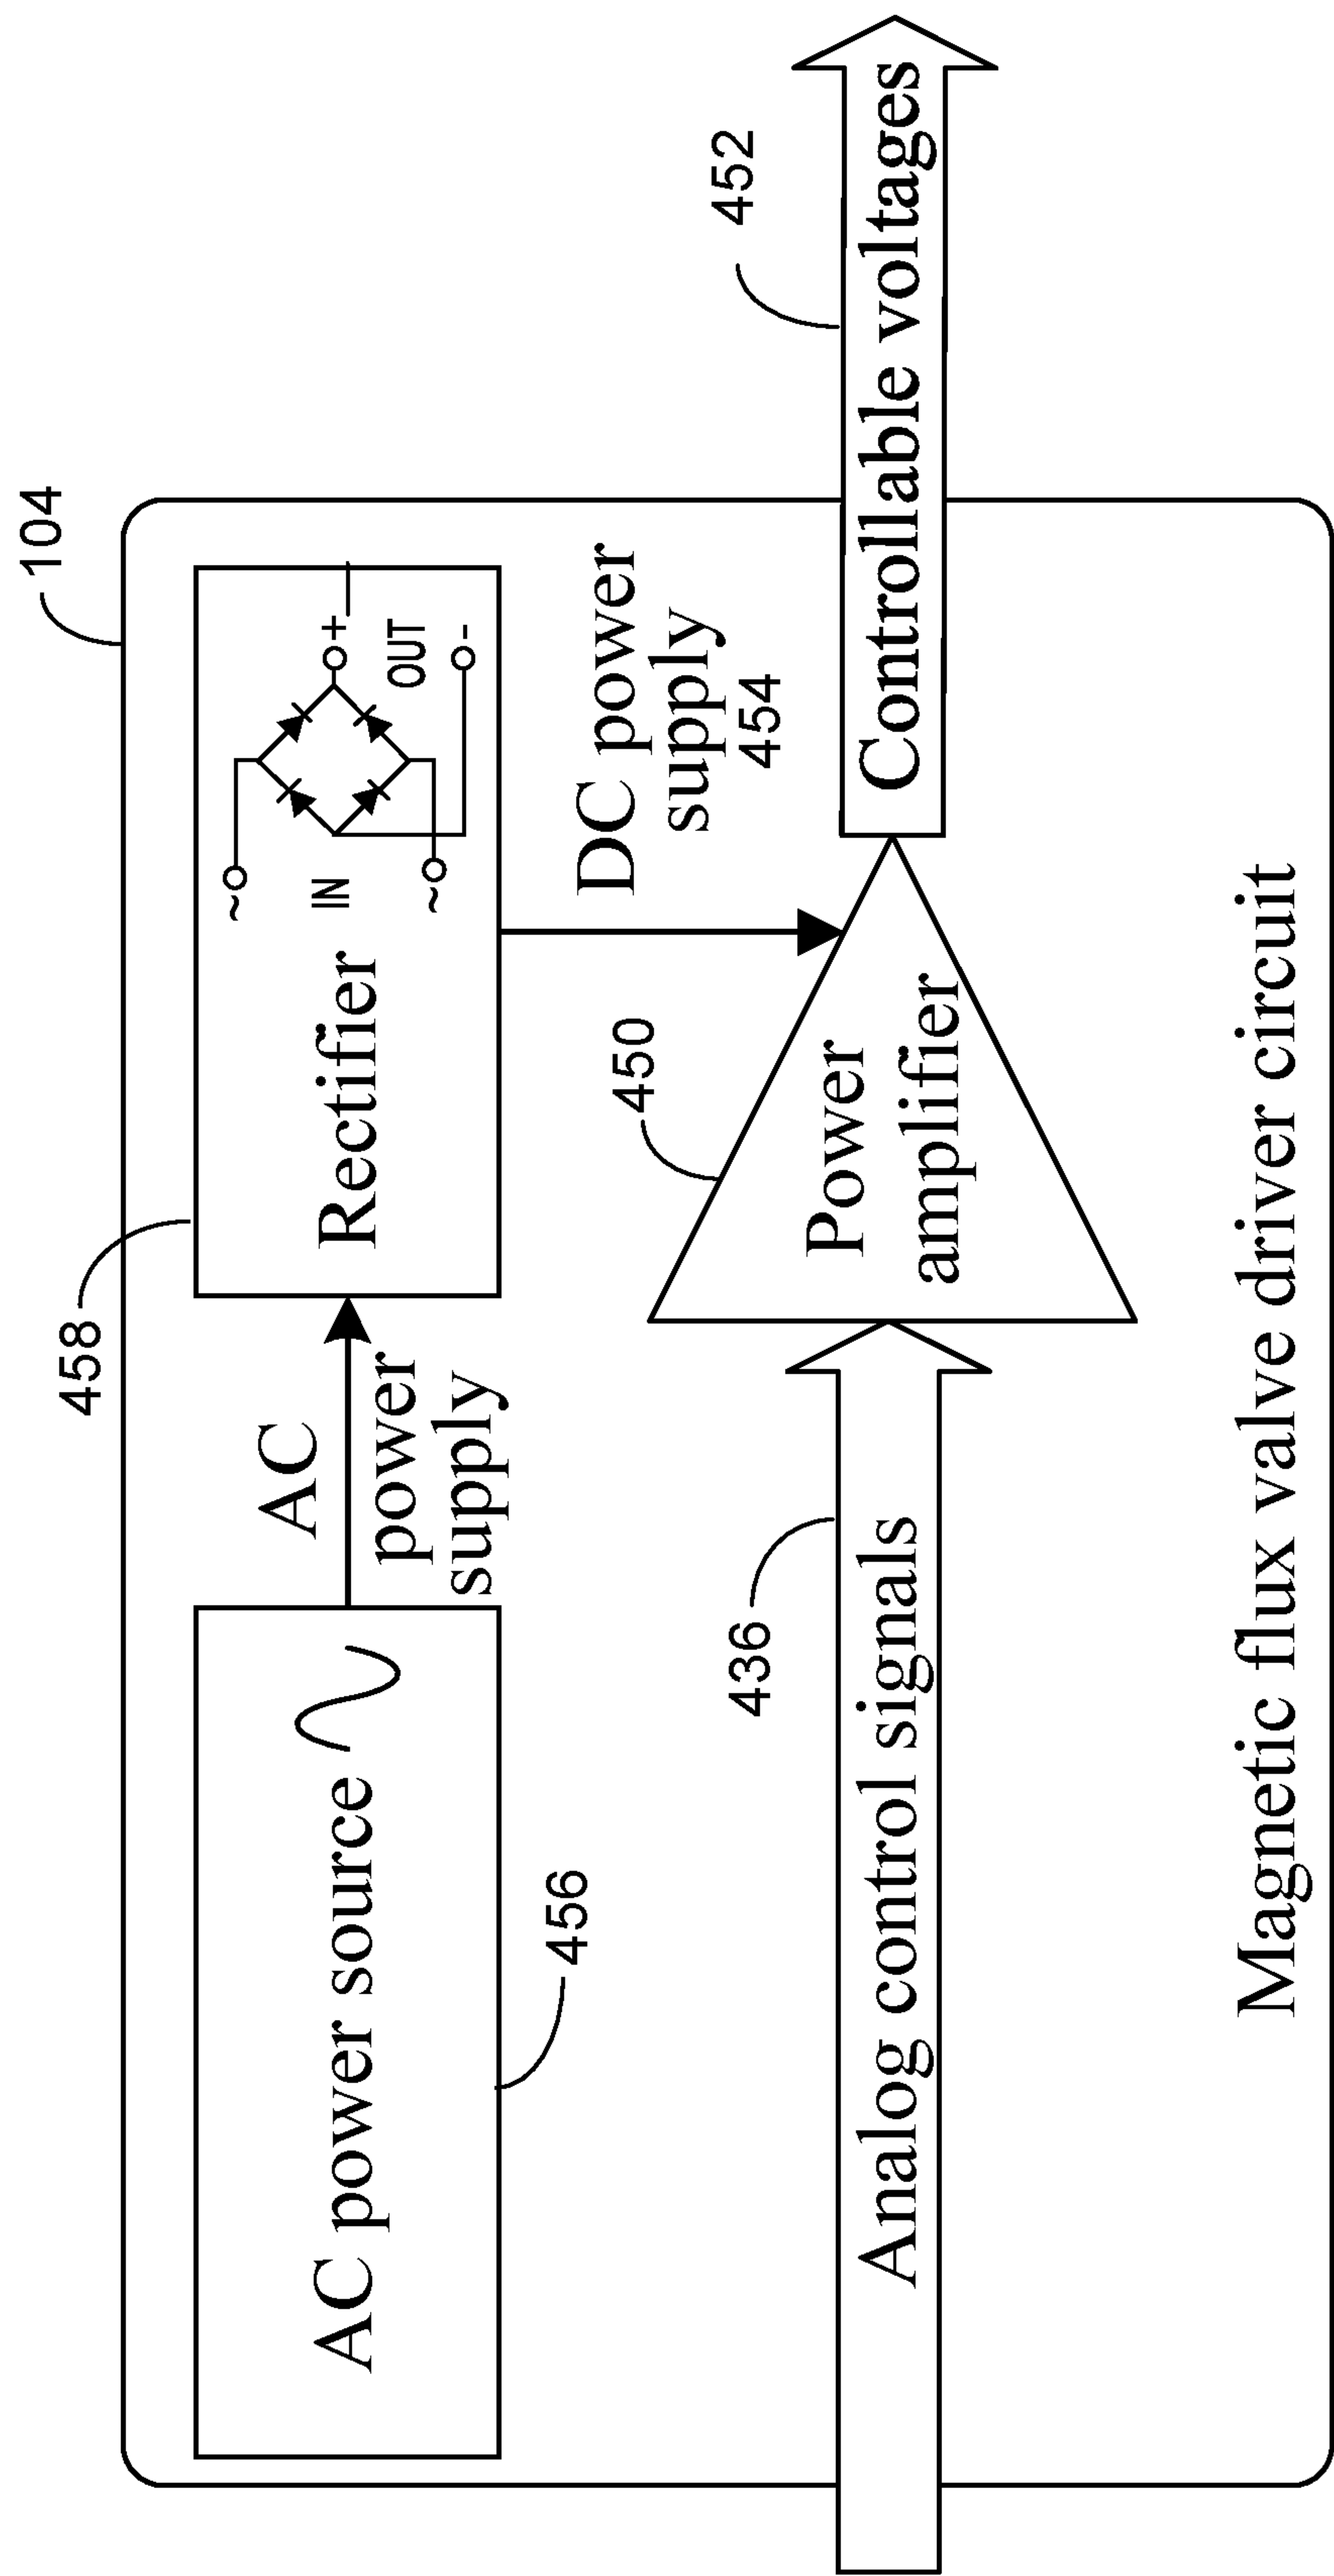 104
458
AC power source
AC
power
supply
Rectifier
~
~
IN
+
OUT
-
456
450
DC power
supply
454
452
436
Analog control signals
Power
amplifier
Controllable voltages
Magnetic flux valve driver circuit